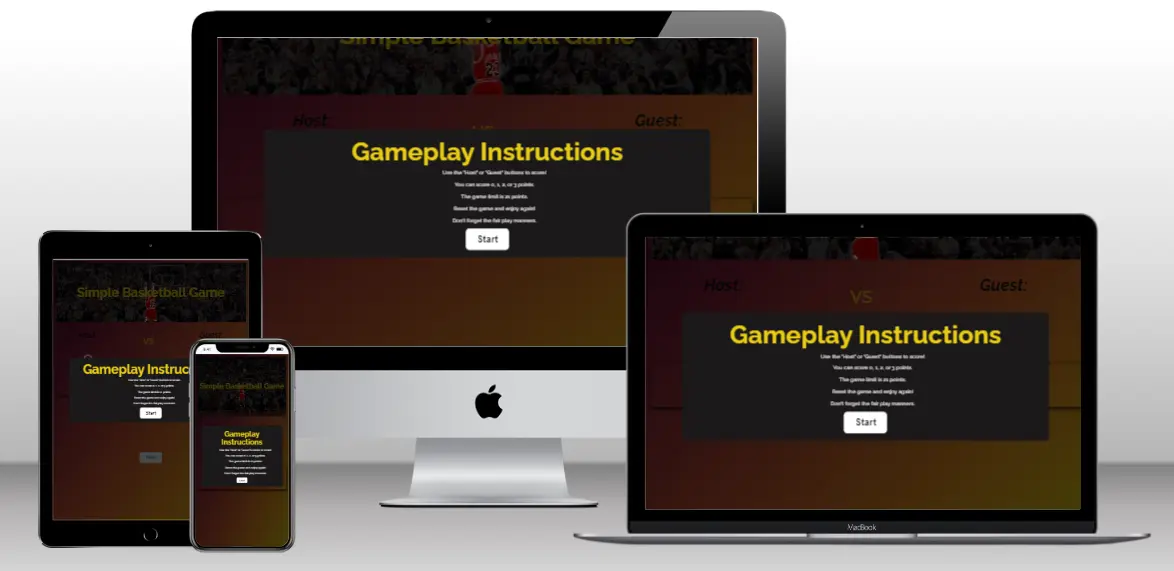 Simple Basketball Game
Host:
VS
Guest:
Gameplay Instructions
Use the "Host" or "Guest" buttons to score!
You can score 0, 1, 2, or 3 points.
The game limit is 21 points.
Reset the game and enjoy again!
Don't forget the fair play manners.
Start
Host:
VS
Guest:
Gameplay Instructions
Use the "Host" or "Guest" buttons to score!
You can score 0, 1, 2, or 3 points.
The game limit is 21 points.
Reset the game and enjoy again!
Don't forget the fair play manners.
Start
MacBook
Simple Basketball Game
Host
VS
Guest
Gameplay Instruc
Start
Simple Basketball Game
Gameplay
Instructions